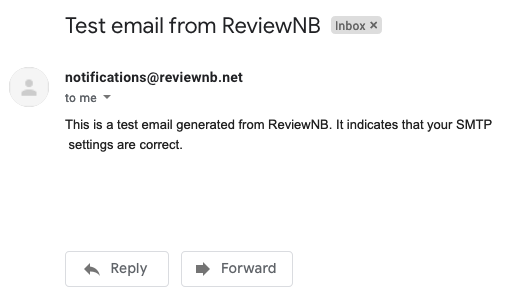 Test email from ReviewNB Inbox ×
notifications@reviewnb.net
to me
This is a test email generated from ReviewNB. It indicates that your SMTP
settings are correct.
Reply Forward